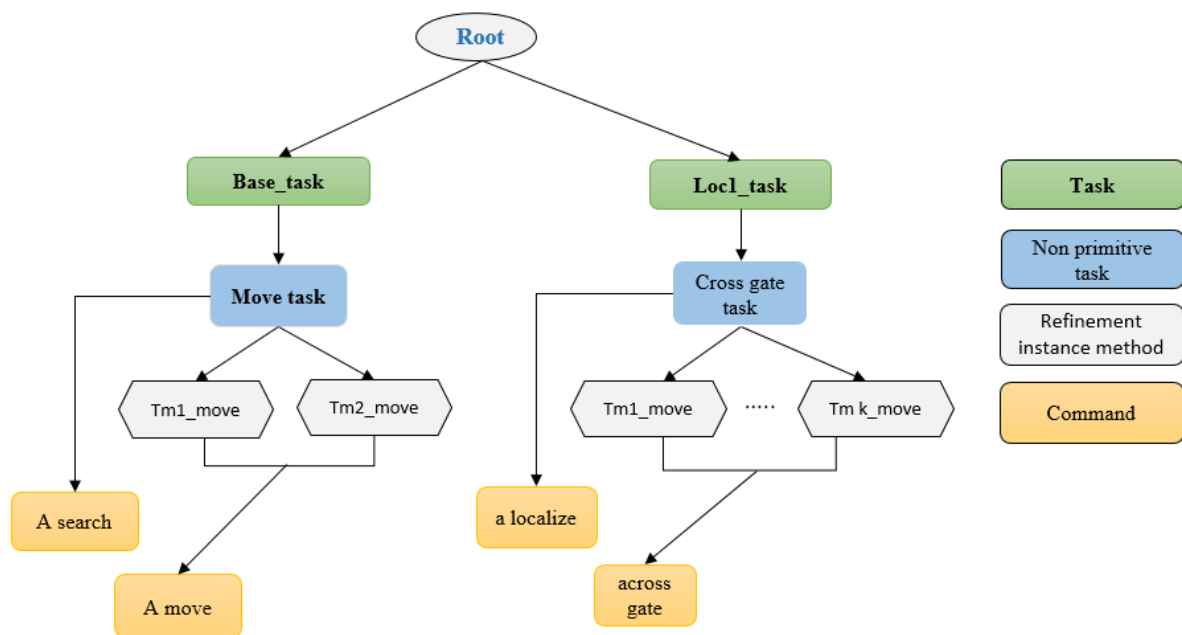 Root
Base_task
Loc1_task
Task
Move task
Cross gate
task
Non primitive
task
Tm1_move
Tm2_move
Tm1_move
.....
Tm k_move
Refinement
instance method
Command
A search
a localize
A move
across
gate